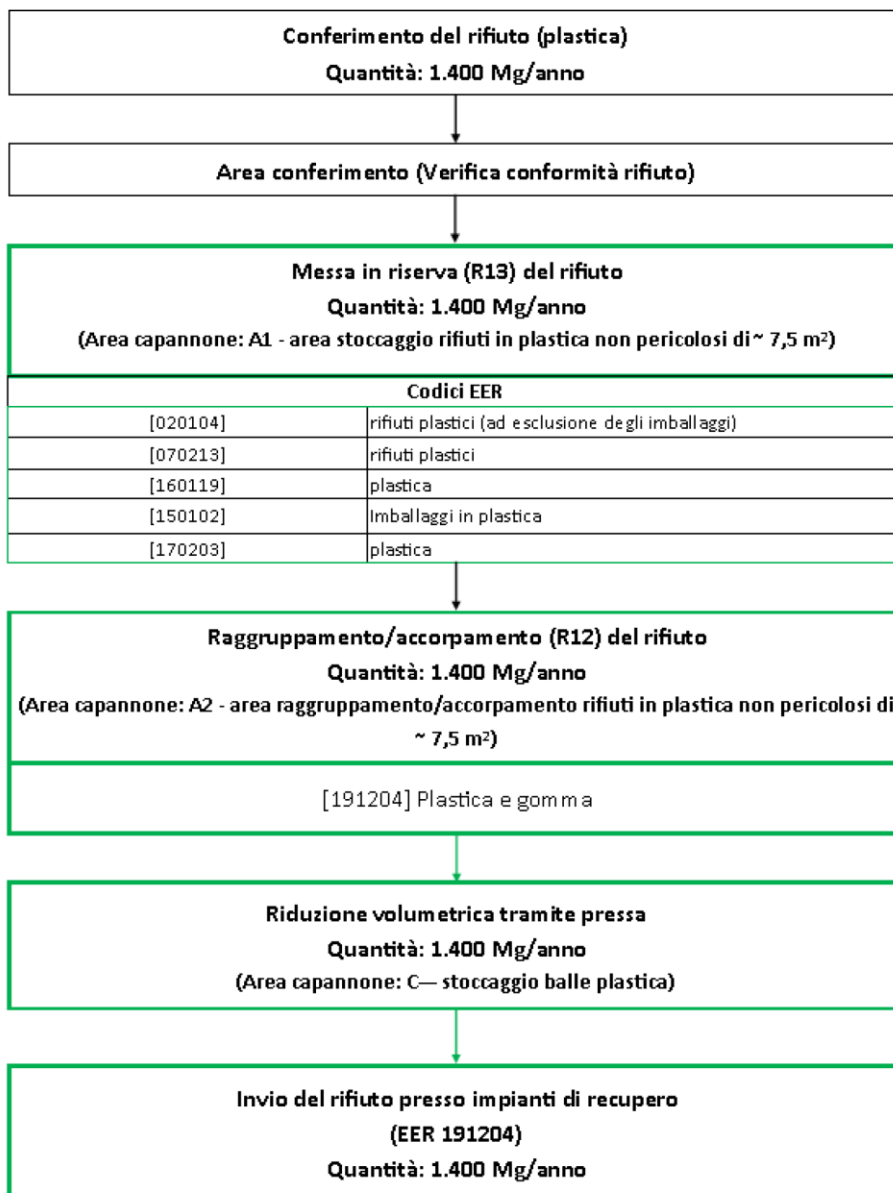 Conferimento del rifiuto (plastica)
Quantità: 1.400 Mg/anno
Area conferimento (Verifica conformità rifiuto)
Messa in riserva (R13) del rifiuto
Quantità: 1.400 Mg/anno
(Area capannone: A1 - area stoccaggio rifiuti in plastica non pericolosi di ~ 7,5 m²)
Codici EER
[020104] rifiuti plastici (ad esclusione degli imballaggi)
[070213] rifiuti plastici
[160119] plastica
[150102] Imballaggi in plastica
[170203] plastica
Raggruppamento/accorpamento (R12) del rifiuto
Quantità: 1.400 Mg/anno
(Area capannone: A2 - area raggruppamento/accorpamento rifiuti in plastica non pericolosi di
~ 7,5 m²)
[191204] Plastica e gomma
Riduzione volumetrica tramite pressa
Quantità: 1.400 Mg/anno
(Area capannone: C— stoccaggio balle plastica)
Invio del rifiuto presso impianti di recupero
(EER 191204)
Quantità: 1.400 Mg/anno